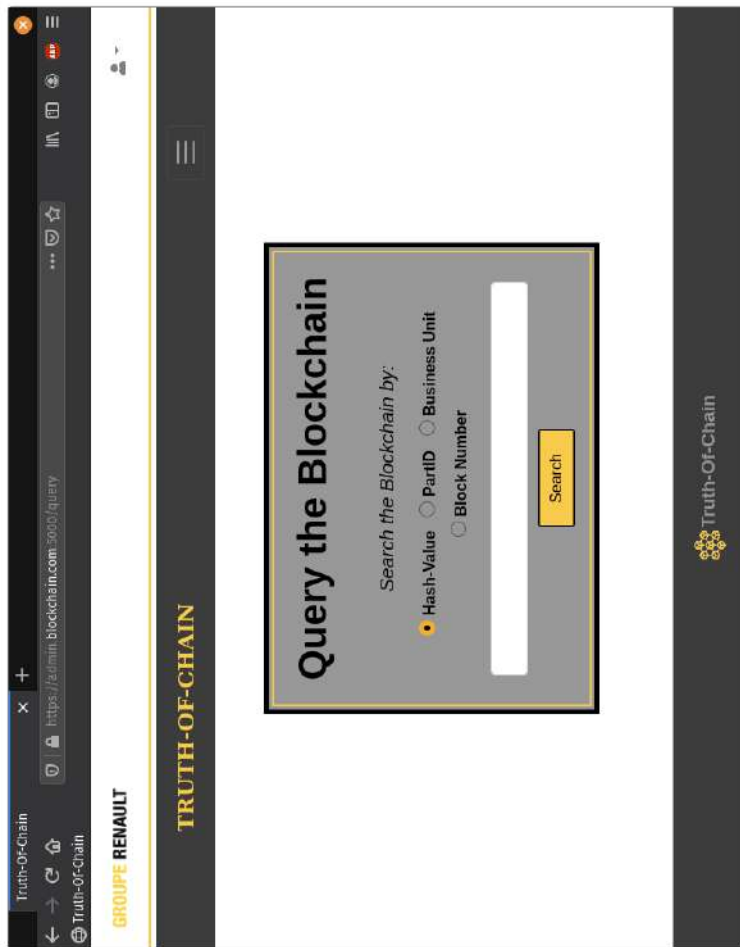 Truth-Of-Chain
https://admin.blockchain.com:5000/query
ABP
Truth-Of-Chain
GROUPE RENAULT
TRUTH-OF-CHAIN
Query the Blockchain
Search the Blockchain by:
Hash-Value PartID Business Unit
Block Number
Search
Truth-Of-Chain